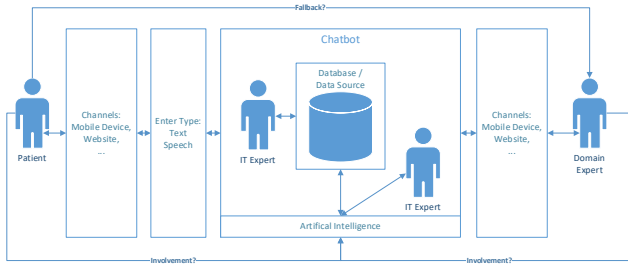 Fallback?
Chatbot
Database /
Data Source
Channels:
Mobile Device,
Website,
...
Enter Type:
Text
Speech
Channels:
Mobile Device,
Website,
...
Patient
IT Expert
IT Expert
Domain
Expert
Artifical Intelligence
Involvement?
Involvement?